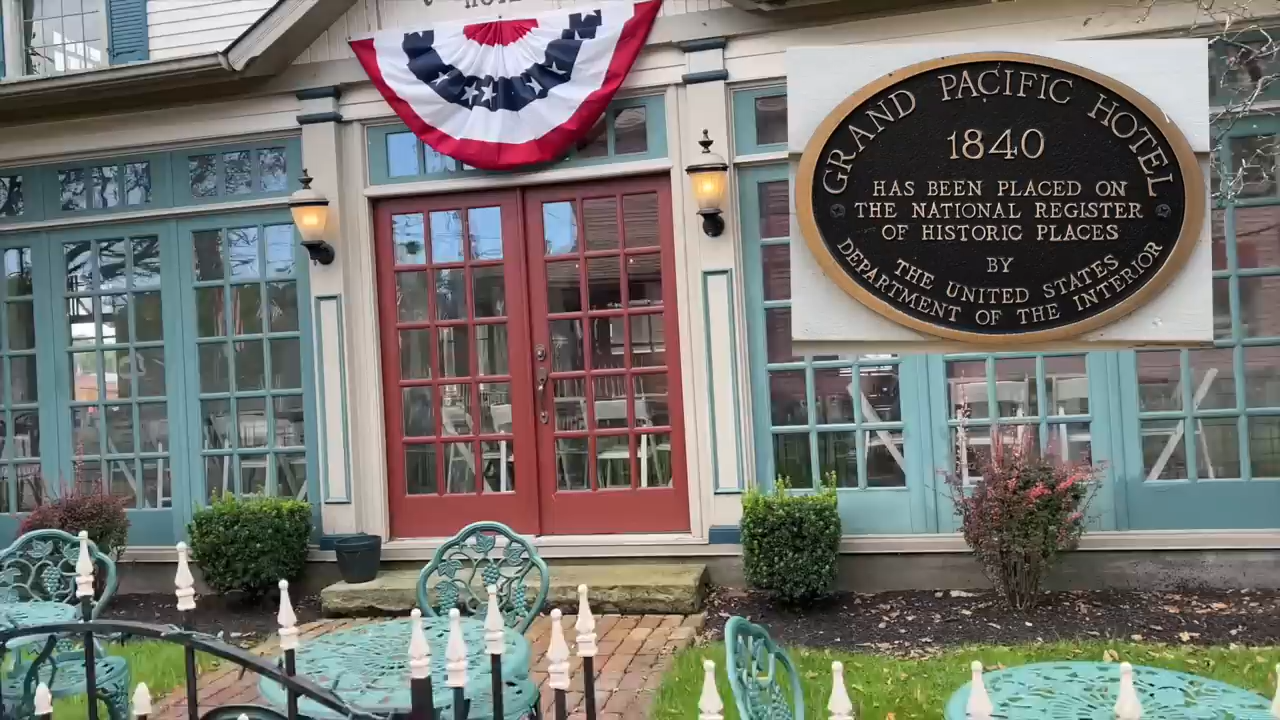 GRAND PACIFIC HOTEL
1840
HAS BEEN PLACED ON
THE NATIONAL REGISTER
OF HISTORIC PLACES
BY
THE UNITED STATES
DEPARTMENT OF THE INTERIOR